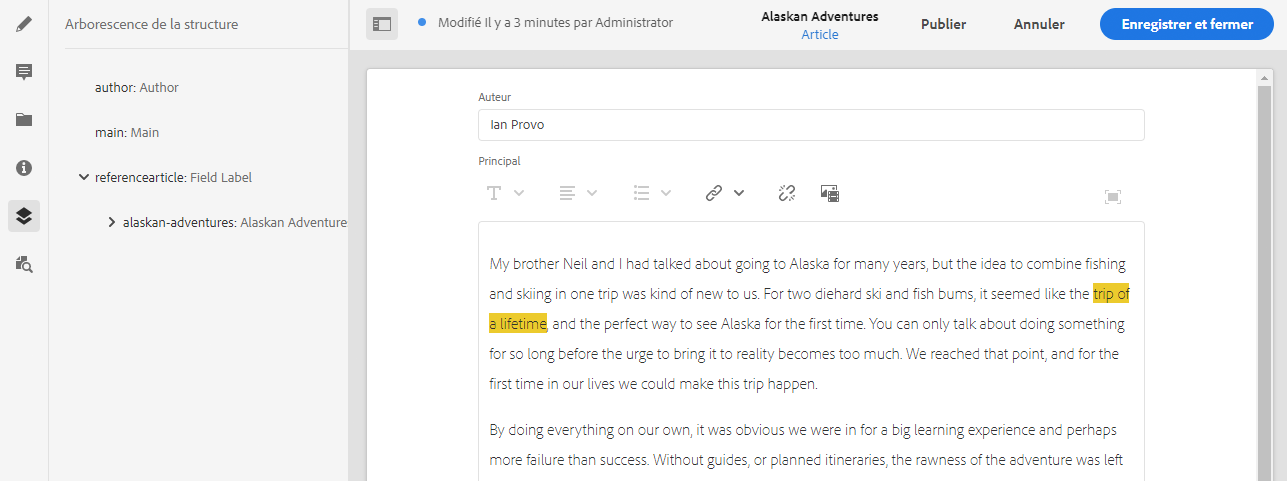 Arborescence de la structure
author: Author
main: Main
referencearticle: Field Label
alaskan-adventures: Alaskan Adventure
Modifié Il y a 3 minutes par Administrator
Alaskan Adventures
Article
Publier
Annuler
Enregistrer et fermer
Auteur
Ian Provo
Principal
My brother Neil and I had talked about going to Alaska for many years, but the idea to combine fishing
and skiing in one trip was kind of new to us. For two diehard ski and fish bums, it seemed like the trip of
a lifetime, and the perfect way to see Alaska for the first time. You can only talk about doing something
for so long before the urge to bring it to reality becomes too much. We reached that point, and for the
first time in our lives we could make this trip happen.
By doing everything on our own, it was obvious we were in for a big learning experience and perhaps
more failure than success. Without guides, or planned itineraries, the rawness of the adventure was left